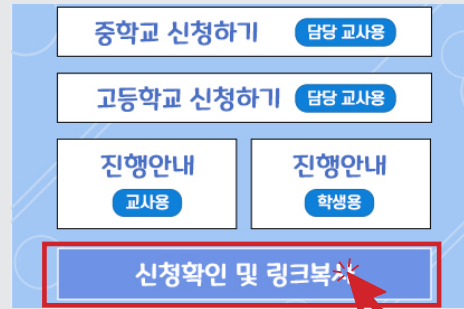 중학교 신청하기 담당 교사용
고등학교 신청하기 담당 교사용
진행안내 진행안내
교사용 학생용
신청확인 및 링크복사